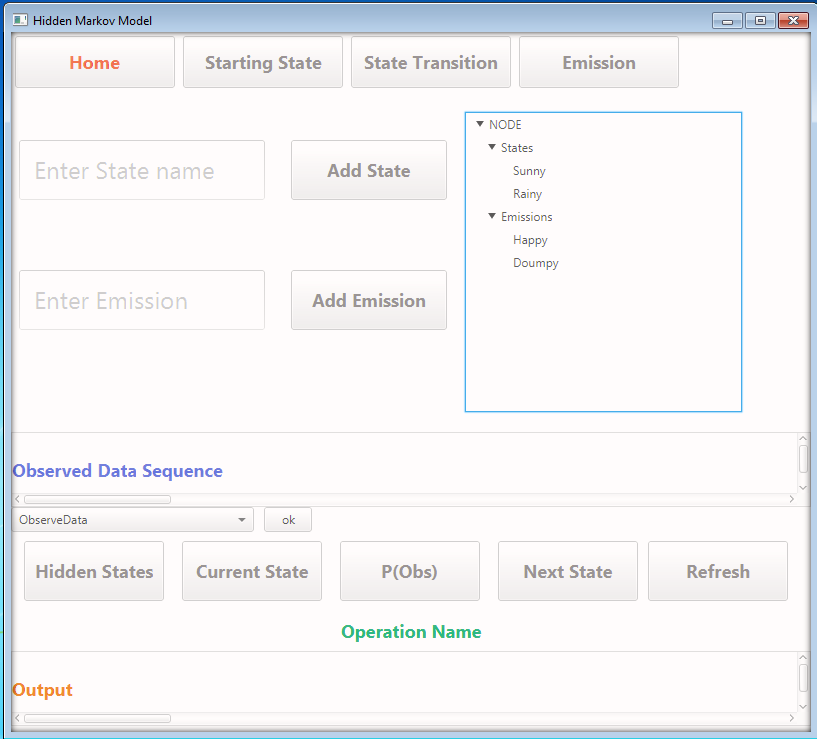 Hidden Markov Model
Home Starting State State Transition Emission
NODE
States
Enter State name Add State
Sunny
Rainy
Emissions
Happy
Doumpy
Enter Emission Add Emission
Observed Data Sequence
ObserveData ok
Hidden States Current State P(Obs) Next State Refresh
Operation Name
Output